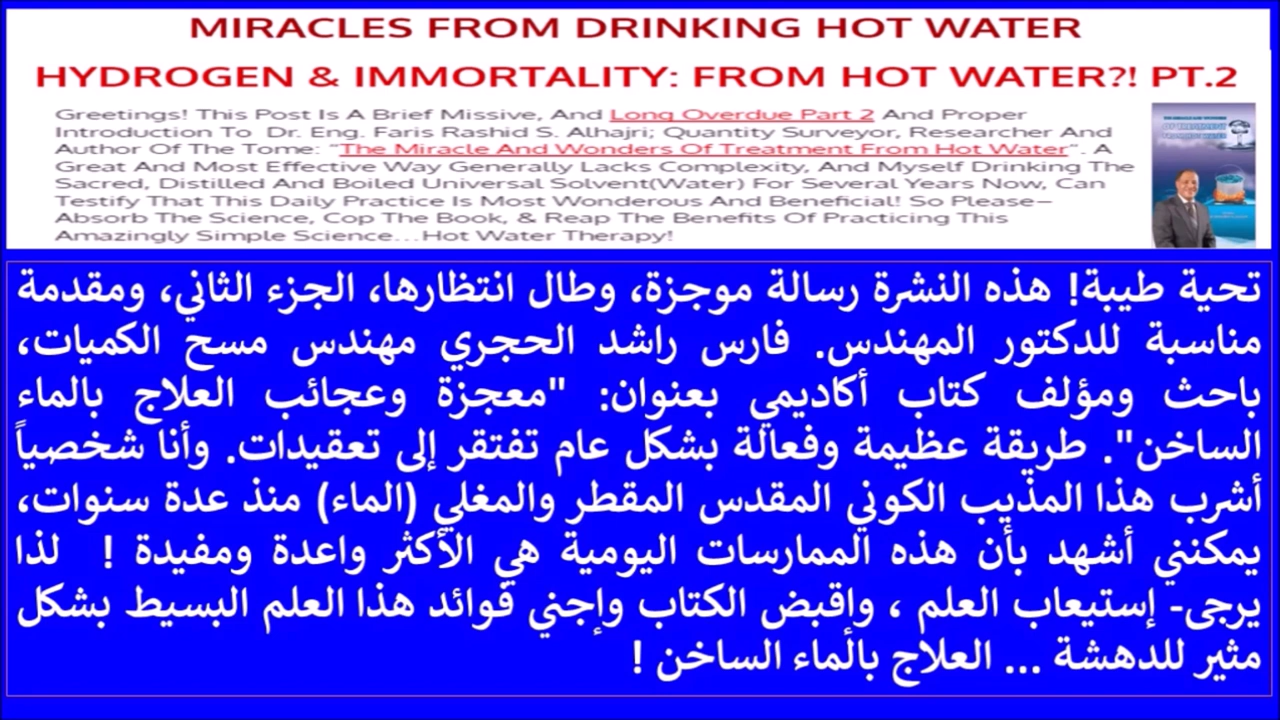 MIRACLES FROM DRINKING HOT WATER
HYDROGEN & IMMORTALITY: FROM HOT WATER?! PT.2
Greetings! This Post Is A Brief Missive, And Long Overdue Part 2 And Proper
Introduction To Dr. Eng. Faris Rashid S. Alhajri; Quantity Surveyor, Researcher And
Author Of The Tome: "The Miracle And Wonders Of Treatment From Hot Water". A
Great And Most Effective Way Generally Lacks Complexity, And Myself Drinking The
Sacred, Distilled And Boiled Universal Solvent(Water) For Several Years Now, Can
Testify That This Daily Practice Is Most Wonderous And Beneficial! So Please—
Absorb The Science, Cop The Book, & Reap The Benefits Of Practicing This
Amazingly Simple Science…Hot Water Therapy!
تحية طيبة! هذه النشرة رسالة موجزة، وطال انتظارها، الجزء الثاني، ومقدمة
مناسبة للدكتور المهندس. فارس راشد الحجري مهندس مسح الكميات،
باحث ومؤلف كتاب أكاديمي بعنوان: "معجزة وعجائب العلاج بالماء
الساخن". طريقة عظيمة وفعالة بشكل عام تفتقر إلى تعقيدات. وأنا شخصياً
أشرب هذا المذيب الكوني المقدس المقطر والمغلي (الماء) منذ عدة سنوات،
يمكنني أشهد بأن هذه الممارسات اليومية هي الأكثر واعدة ومفيدة ! لذا
يرجى- إستيعاب العلم ، واقبض الكتاب وإجني فوائد هذا العلم البسيط بشكل
مثير للدهشة ... العلاج بالماء الساخن !